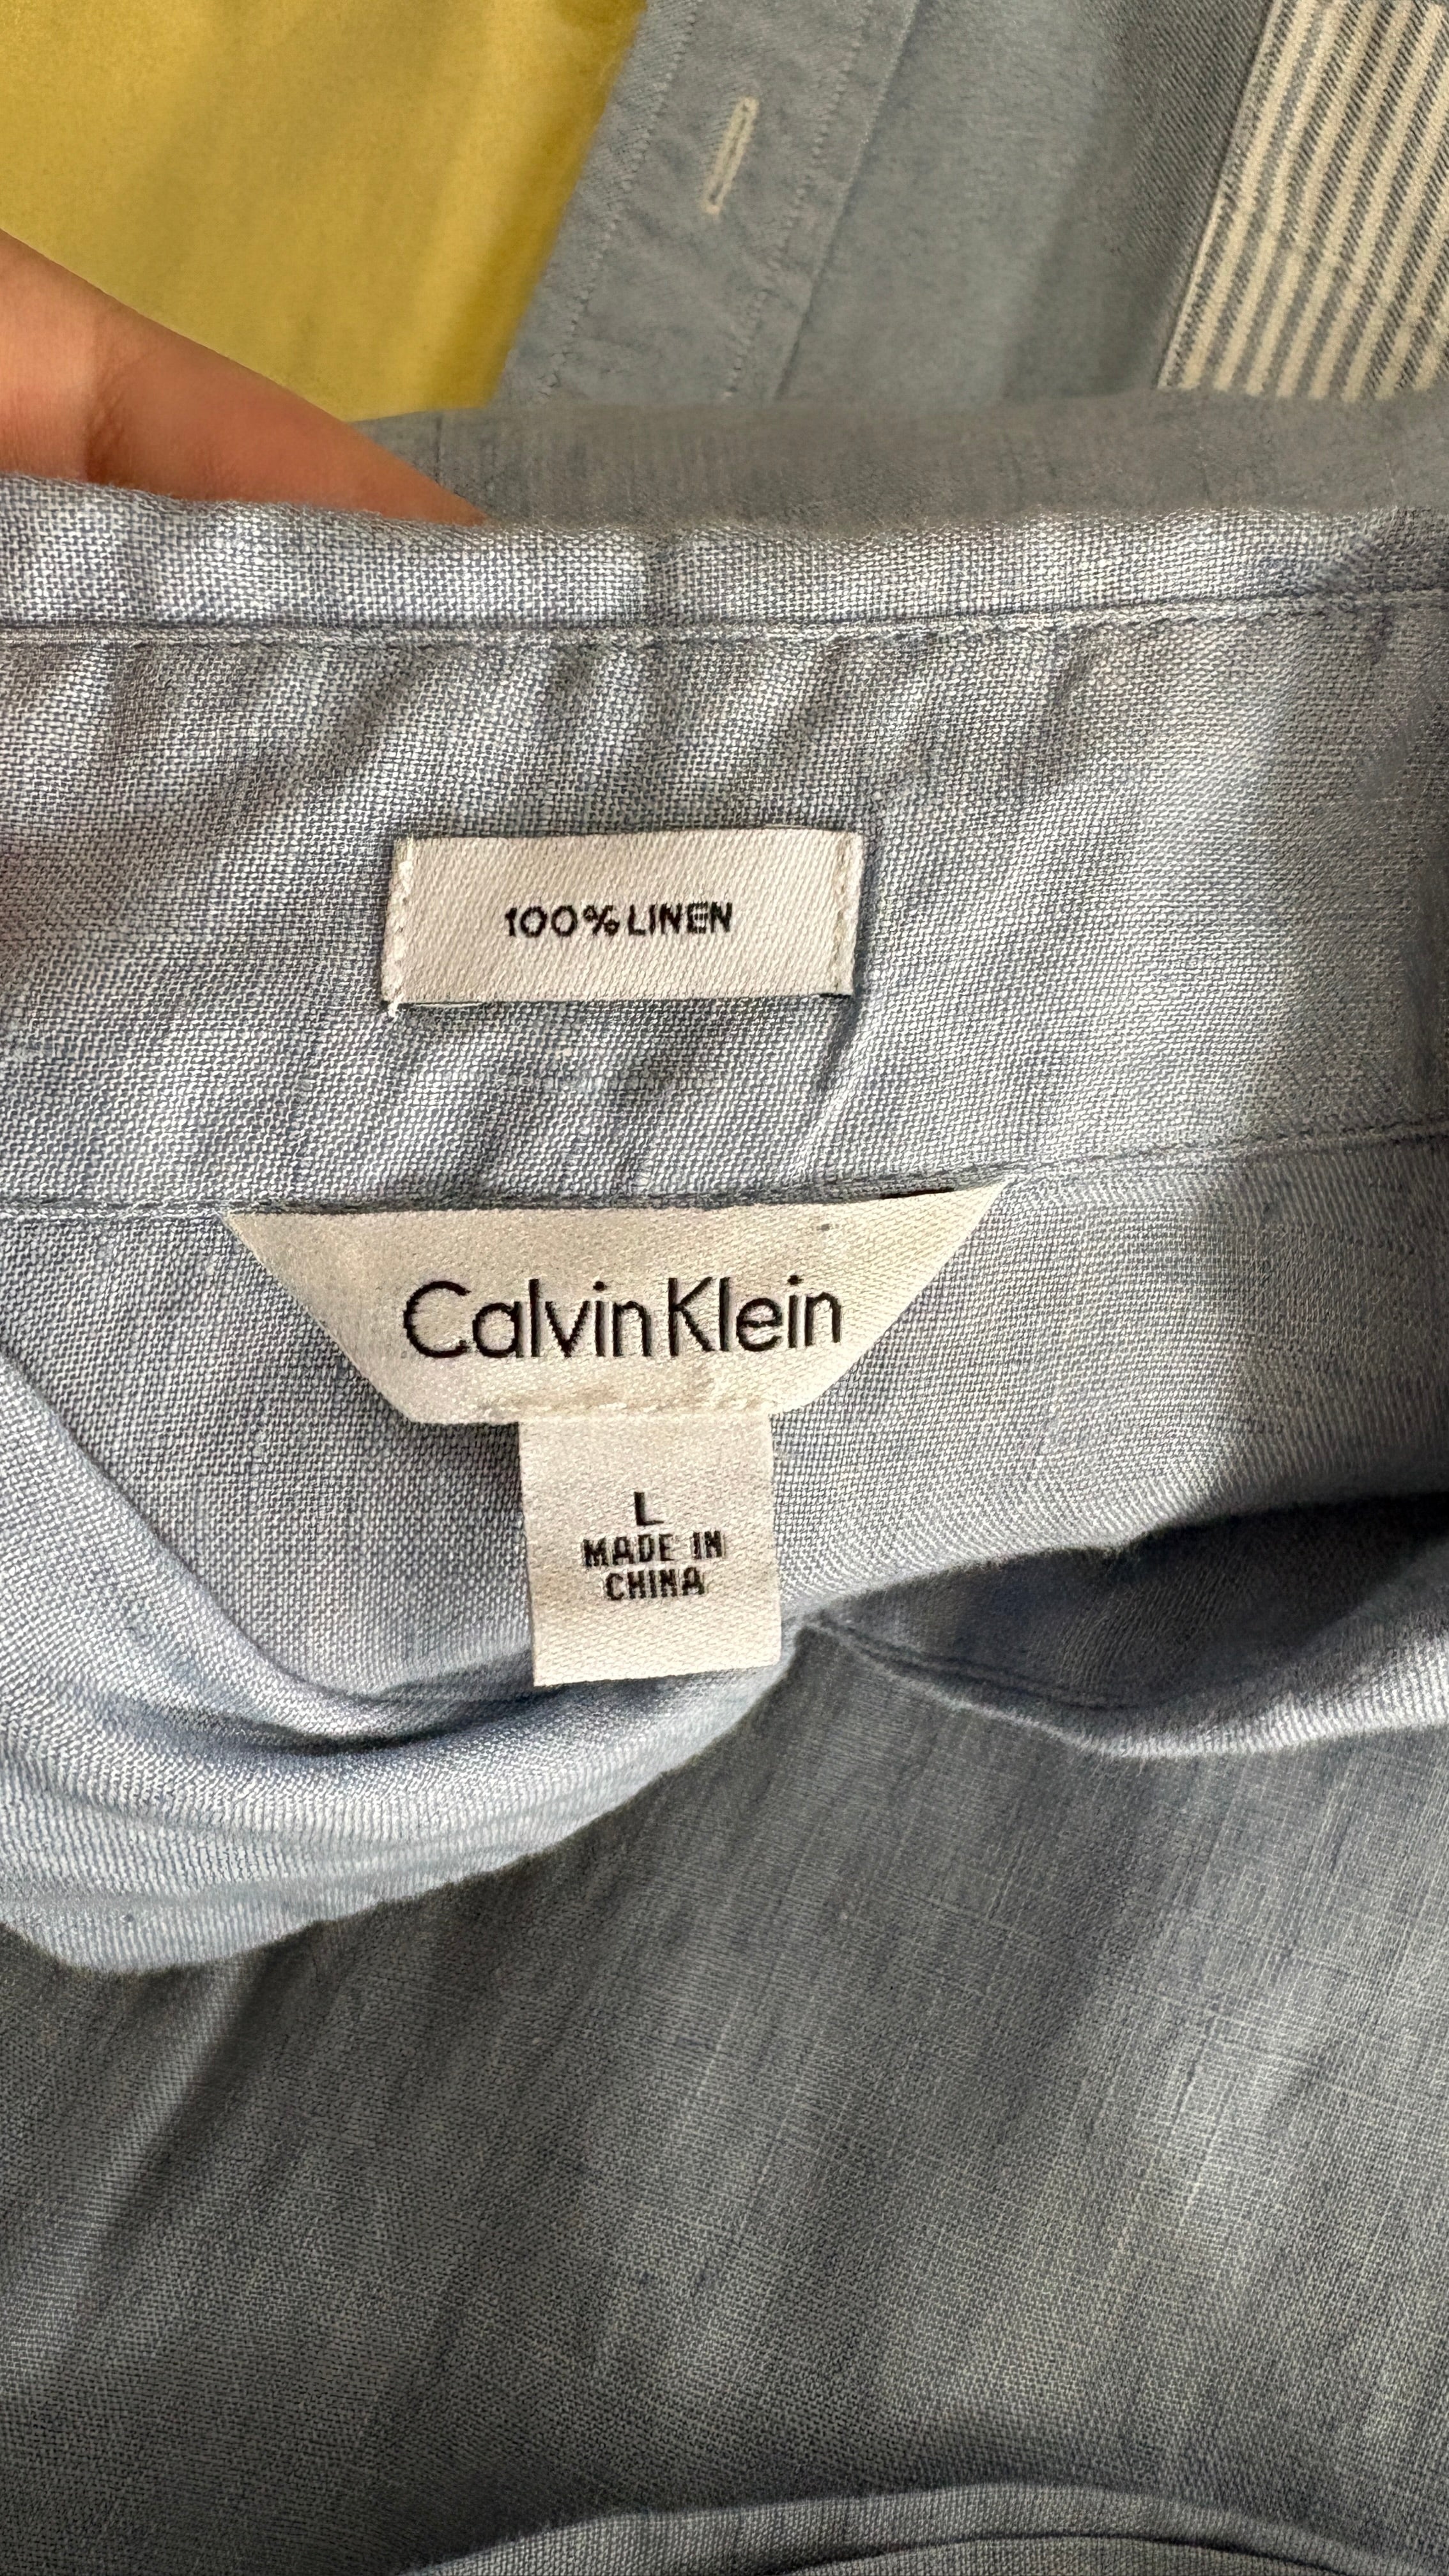 100% LINEN
Calvin Klein
L
MADE IN
CHINA